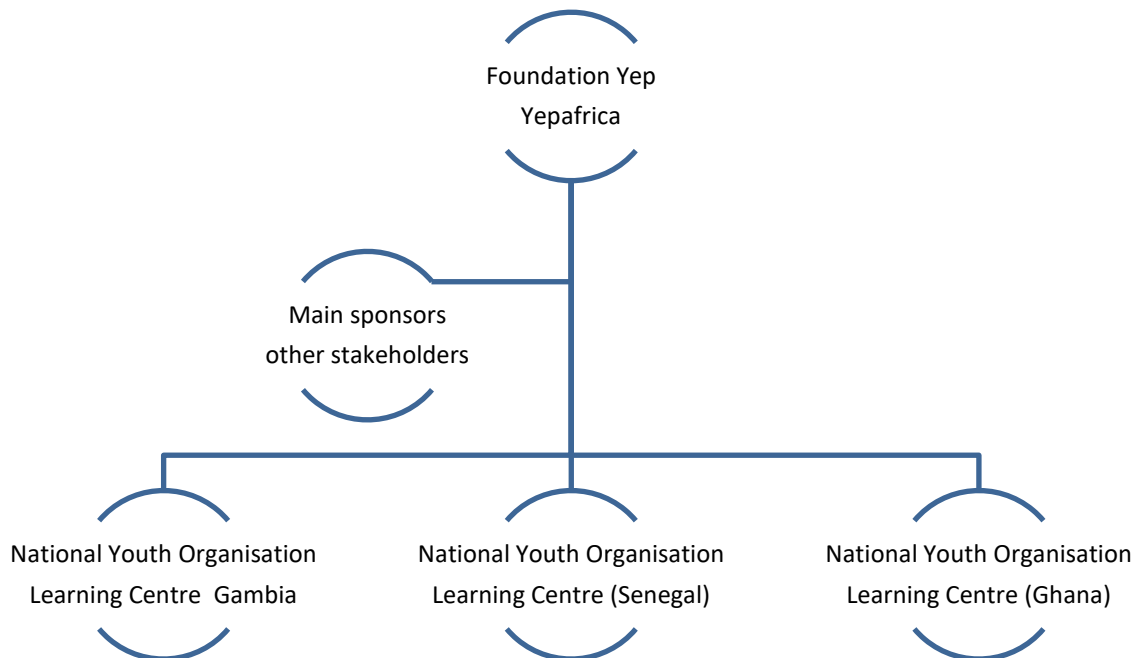 Foundation Yep
Yepafrica
Main sponsors
other stakeholders
National Youth Organisation
Learning Centre  Gambia
National Youth Organisation
Learning Centre (Senegal)
National Youth Organisation
Learning Centre (Ghana)